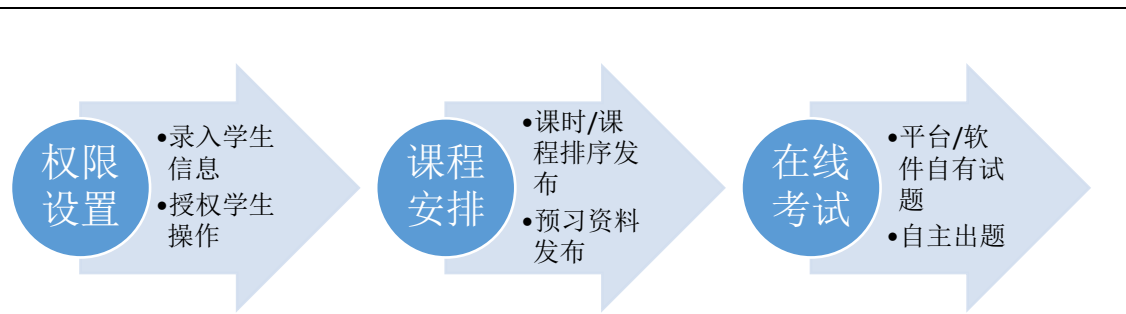 权限
设置
•录入学生
信息
•授权学生
操作
课程
安排
•课时/课
程排序发
布
•预习资料
发布
在线
考试
•平台/软
件自有试
题
•自主出题